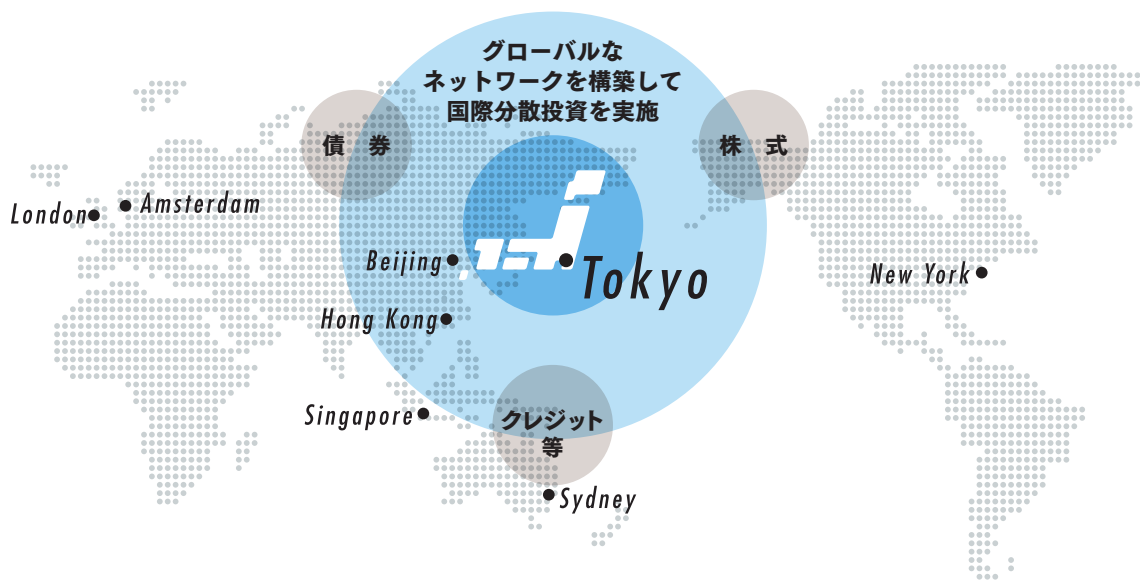 グローバルな
ネットワークを構築して
国際分散投資を実施
債　券
株　式
London
Amsterdam
Beijing
Tokyo
New York
Hong Kong
Singapore
クレジット
等
Sydney